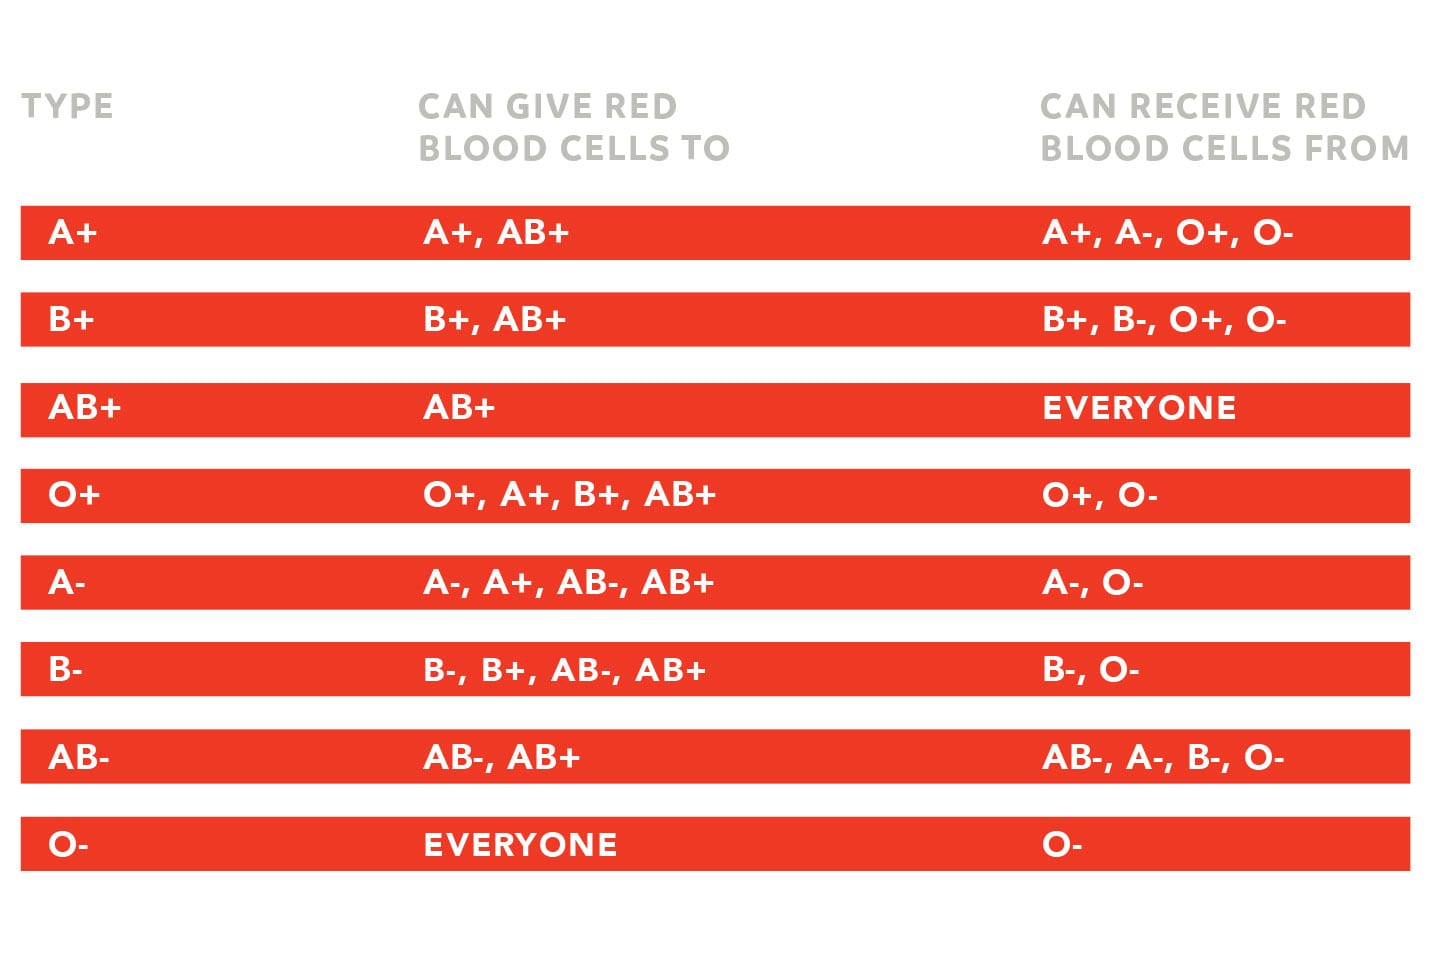 TYPE
CAN GIVE RED
BLOOD CELLS TO
CAN RECEIVE RED
BLOOD CELLS FROM
A+ A+, AB+ A+, A-, O+, O-
B+ B+, AB+ B+, B-, O+, O-
AB+ AB+ EVERYONE
O+ O+, A+, B+, AB+ O+, O-
A- A-, A+, AB-, AB+ A-, O-
B- B-, B+, AB-, AB+ B-, O-
AB- AB-, AB+ AB-, A-, B-, O-
O- EVERYONE O-